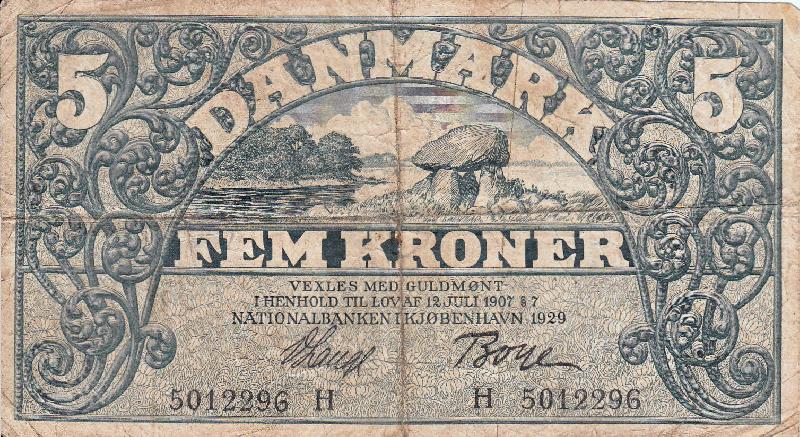 5 DANMARK 5
FEM KRONER
VEXLES MED GULDMØNT
I HENHOLD TIL LOV AF 12 JULI 1907 § 7
NATIONALBANKEN I KJØBENHAVN 1929
5012296 H H 5012296